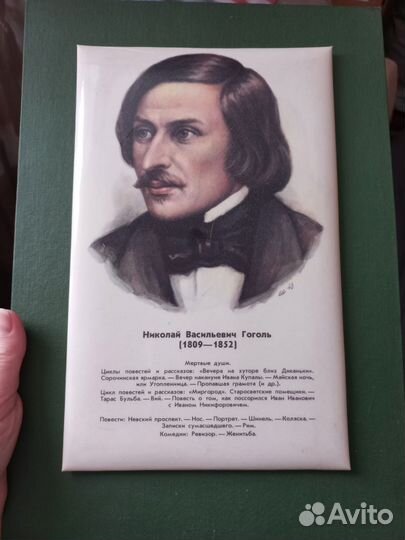 Николай Васильевич Гоголь
(1809—1852)
Мертвые души.
Циклы повестей и рассказов: «Вечера на хуторе близ Диканьки».
Сорочинская ярмарка. — Вечер накануне Ивана Купалы. — Майская ночь,
или Утопленница. — Пропавшая грамота (и др.).
Цикл повестей и рассказов: «Миргород». Старосветские помещики. —
Тарас Бульба. — Вий. — Повесть о том, как поссорился Иван Иванович
с Иваном Никифоровичем.
Повести: Невский проспект. — Нос. — Портрет. — Шинель. — Коляска. —
Записки сумасшедшего. — Рим.
Комедии: Ревизор. — Женитьба.
Avito